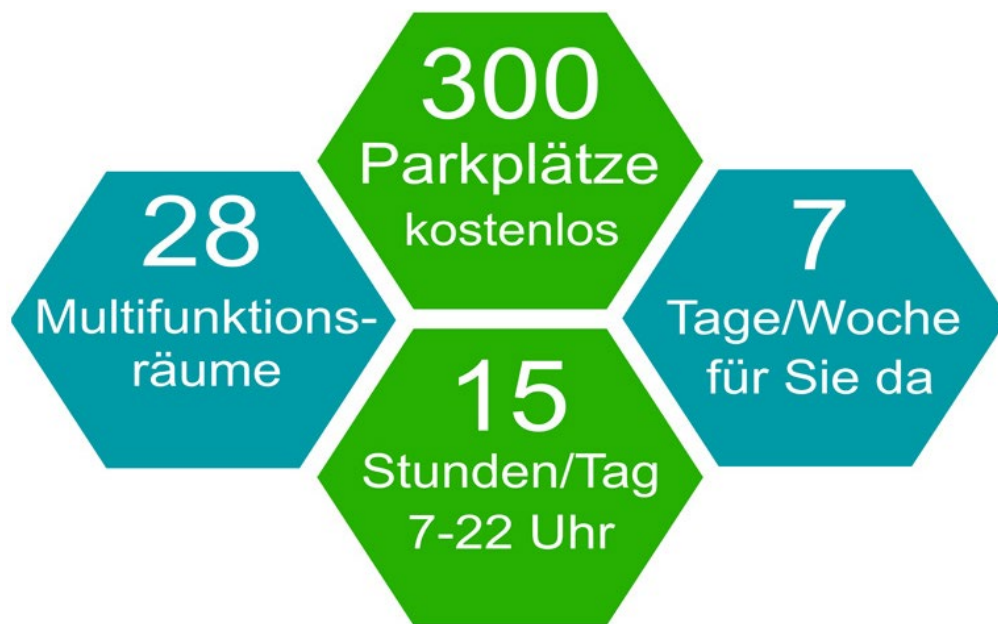 300
Parkplätze
kostenlos
28
Multifunktions-
räume
7
Tage/Woche
für Sie da
15
Stunden/Tag
7-22 Uhr